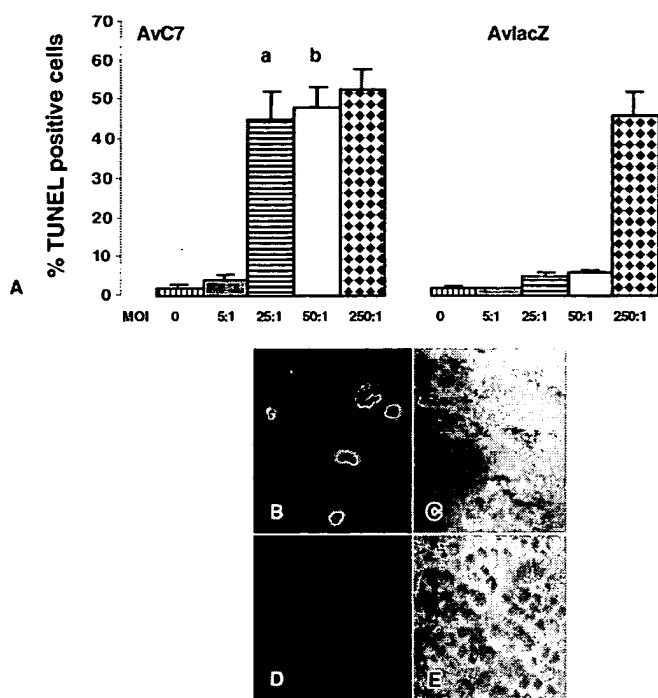 AvC7
AvlacZ
% TUNEL positive cells
70
60
50
40
30
20
10
0
a
b
A
MOI 0 5:1 25:1 50:1 250:1
0 5:1 25:1 50:1 250:1
B
C
D
E